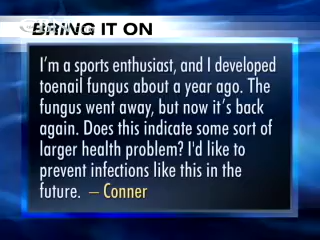 BRING IT ON
I'm a sports enthusiast, and I developed
toenail fungus about a year ago. The
fungus went away, but now it's back
again. Does this indicate some sort of
larger health problem? I'd like to
prevent infections like this in the
future. – Conner